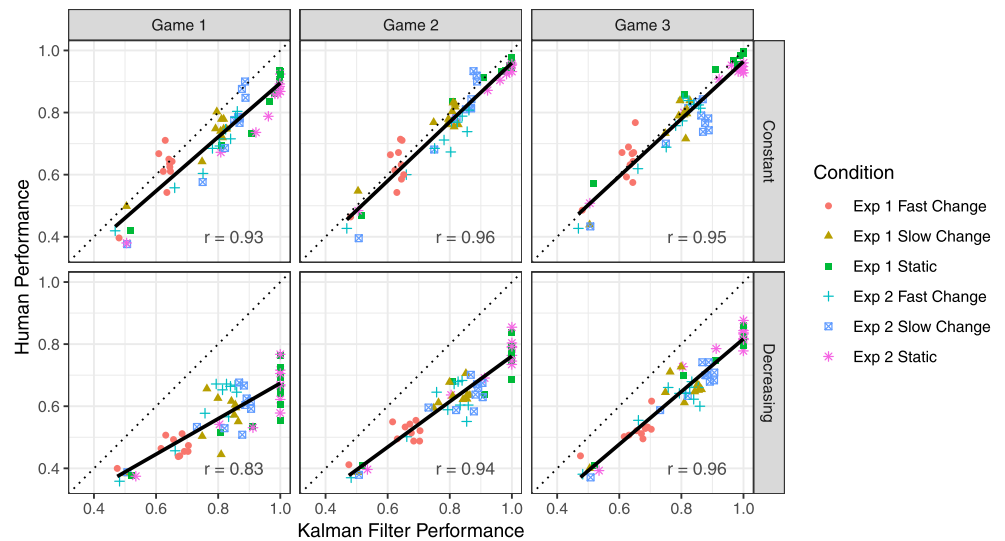 Game 1 Game 2 Game 3
1.0
0.8
0.6
0.4
r = 0.93 r = 0.96 r = 0.95
Constant
1.0
0.8
0.6
0.4
r = 0.83 r = 0.94 r = 0.96
Decreasing
0.4 0.6 0.8 1.0 0.4 0.6 0.8 1.0 0.4 0.6 0.8 1.0
Kalman Filter Performance
Human Performance
Condition
Exp 1 Fast Change
Exp 1 Slow Change
Exp 1 Static
Exp 2 Fast Change
Exp 2 Slow Change
Exp 2 Static